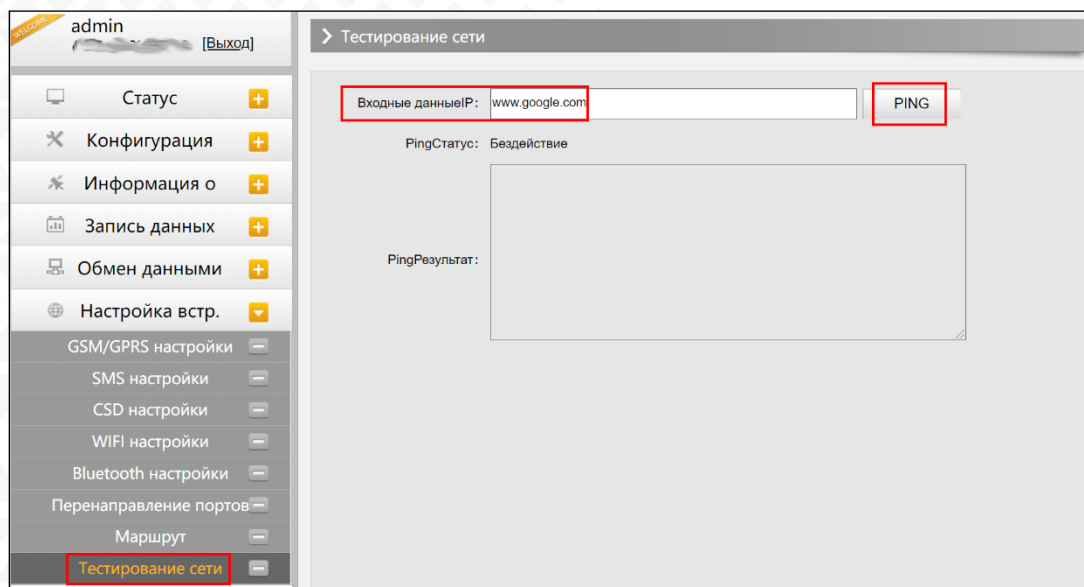 WELCOME
admin
[Выход]
Статус
Конфигурация
Информация о
Запись данных
Обмен данными
Настройка встр.
GSM/GPRS настройки
SMS настройки
CSD настройки
WIFI настройки
Bluetooth настройки
Перенаправление портов
Маршрут
Тестирование сети
Тестирование сети
Входные данныеIP: www.google.com PING
PingСтатус: Бездействие
PingРезультат: